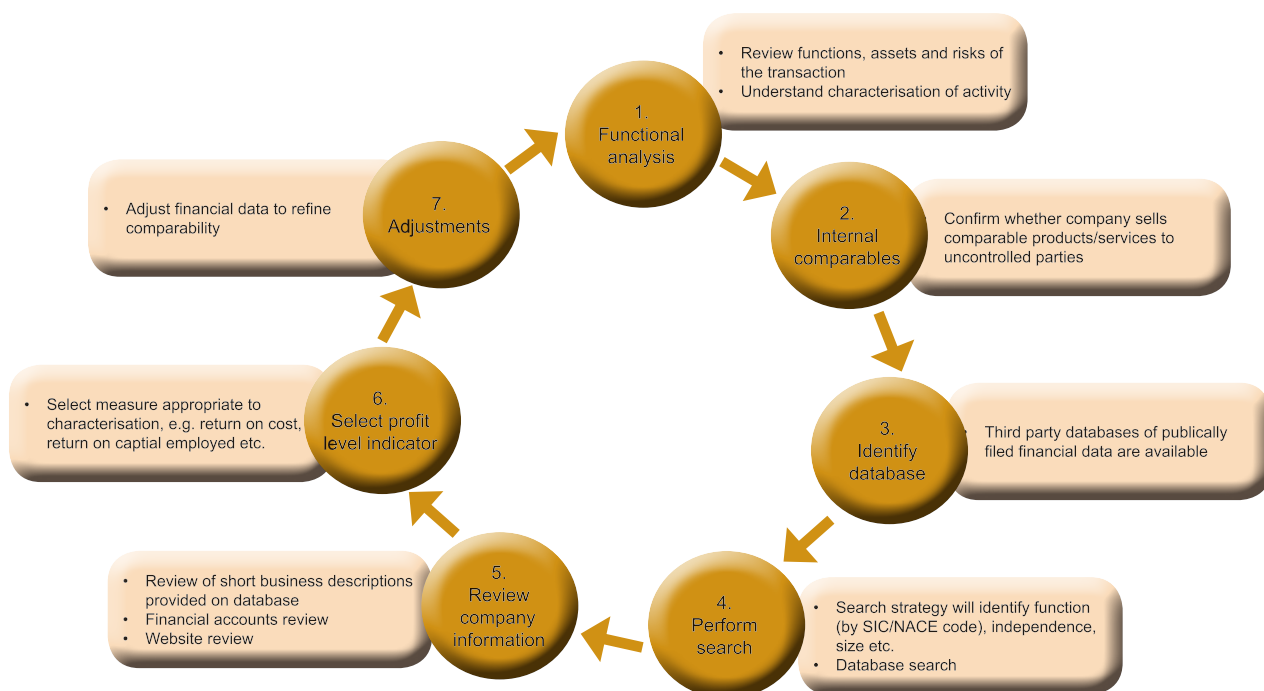 1.
Functional
analysis
• Review functions, assets and risks of
the transaction
• Understand characterisation of activity
2.
Internal
comparables
• Confirm whether company sells
comparable products/services to
uncontrolled parties
3.
Identify
database
• Third party databases of publically
filed financial data are available
4.
Perform
search
• Search strategy will identify function
(by SIC/NACE code), independence,
size etc.
• Database search
5.
Review
company
information
• Review of short business descriptions
provided on database
• Financial accounts review
• Website review
6.
Select profit
level indicator
• Select measure appropriate to
characterisation, e.g. return on cost,
return on captial employed etc.
7.
Adjustments
• Adjust financial data to refine
comparability